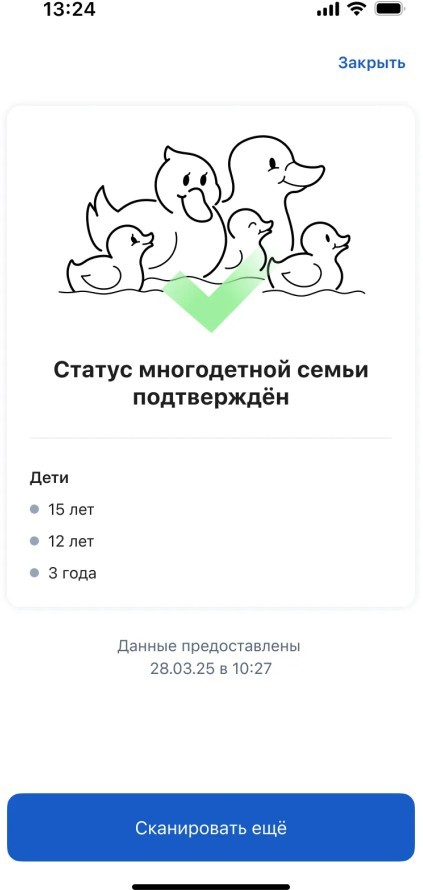 13:24
Закрыть
Статус многодетной семьи
подтверждён
Дети
15 лет
12 лет
3 года
Данные предоставлены
28.03.25 в 10:27
Сканировать ещё